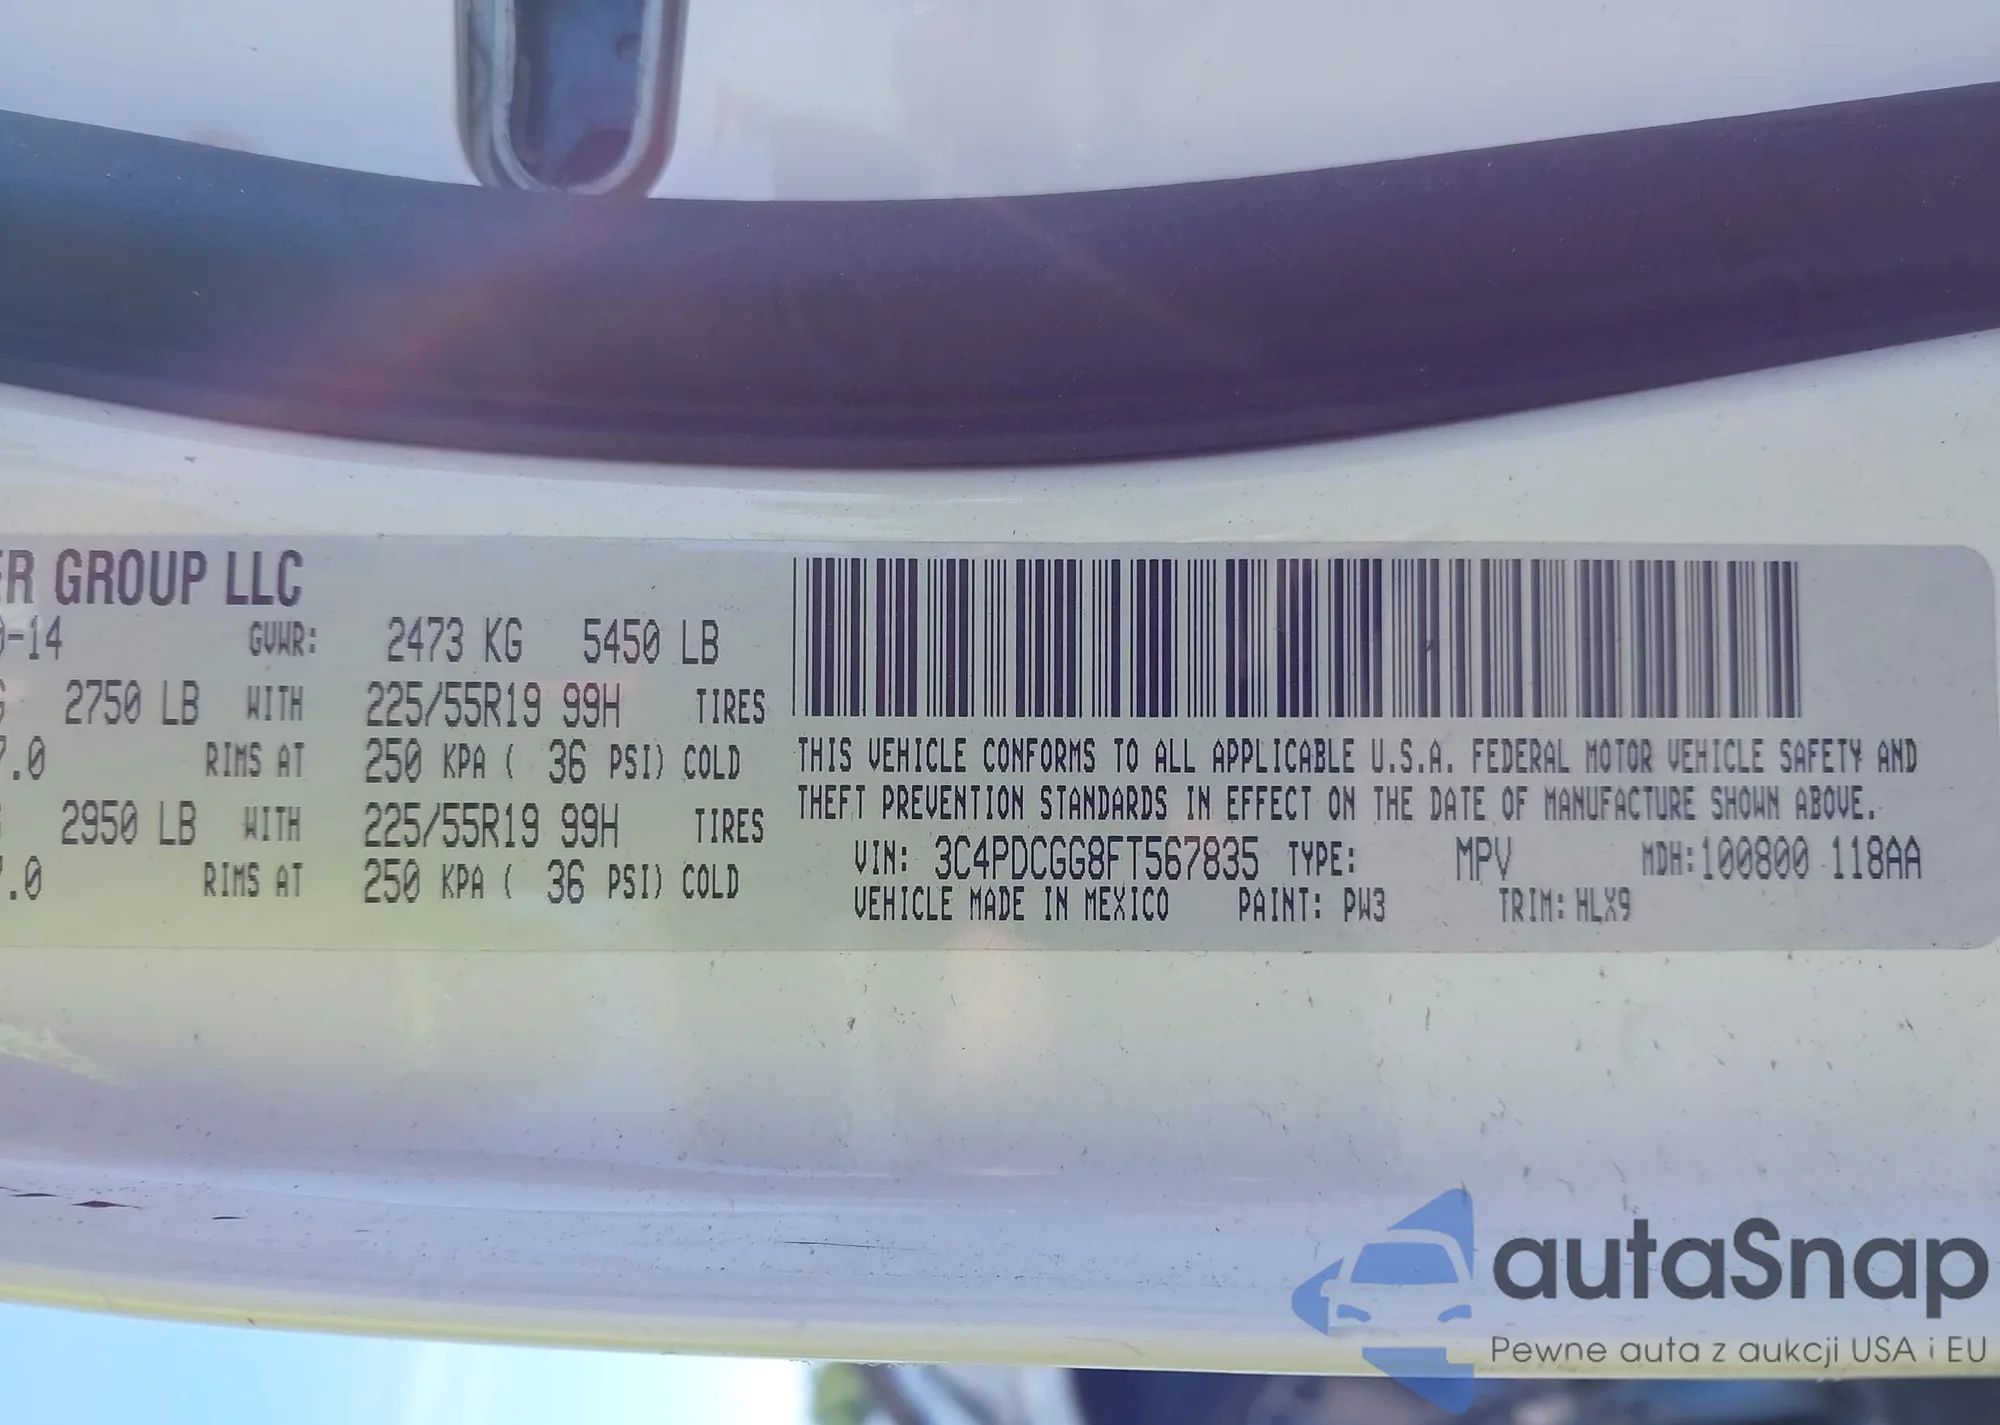 ER GROUP LLC
0-14 GVWR: 2473 KG 5450 LB
G 2750 LB WITH 225/55R19 99H TIRES
7.0 RIMS AT 250 KPA ( 36 PSI) COLD
2950 LB WITH 225/55R19 99H TIRES
7.0 RIMS AT 250 KPA ( 36 PSI) COLD
THIS VEHICLE CONFORMS TO ALL APPLICABLE U.S.A. FEDERAL MOTOR VEHICLE SAFETY AND
THEFT PREVENTION STANDARDS IN EFFECT ON THE DATE OF MANUFACTURE SHOWN ABOVE.
VIN: 3C4PDCGG8FT567835 TYPE: MPV MDH:100800 118AA
VEHICLE MADE IN MEXICO PAINT: PW3 TRIM: HLX9
autaSnap
Pewne auta z aukcji USA i EU